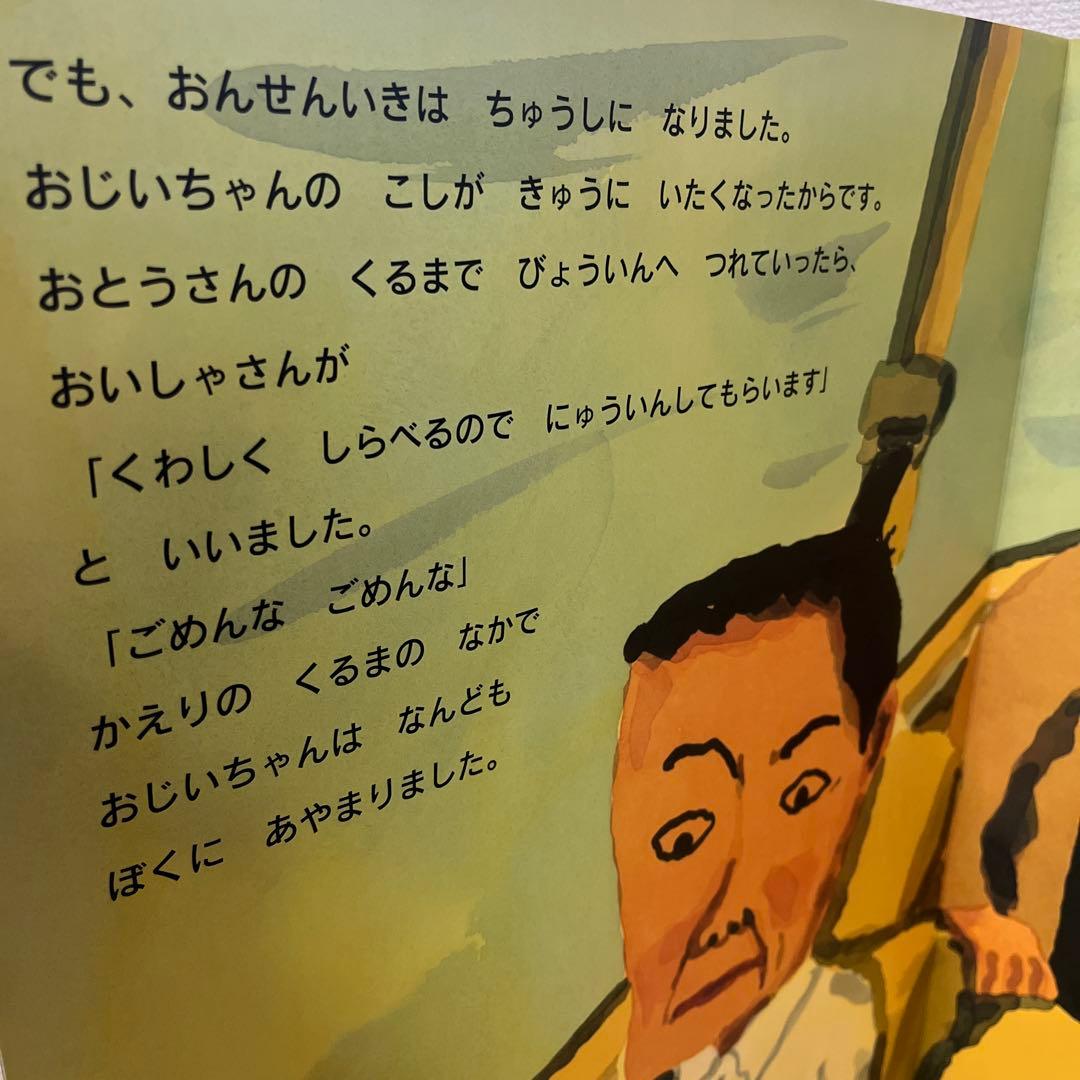 でも、おんせんいきは　ちゅうしに　なりました。
おじいちゃんの　こしが　きゅうに　いたくなったからです。
おとうさんの　くるまで　びょういんへ　つれていったら、
おいしゃさんが
「くわしく　しらべるので　にゅういんしてもらいます」
と　いいました。
「ごめんな　ごめんな」
かえりの　くるまの　なかで
おじいちゃんは　なんども
ぼくに　あやまりました。